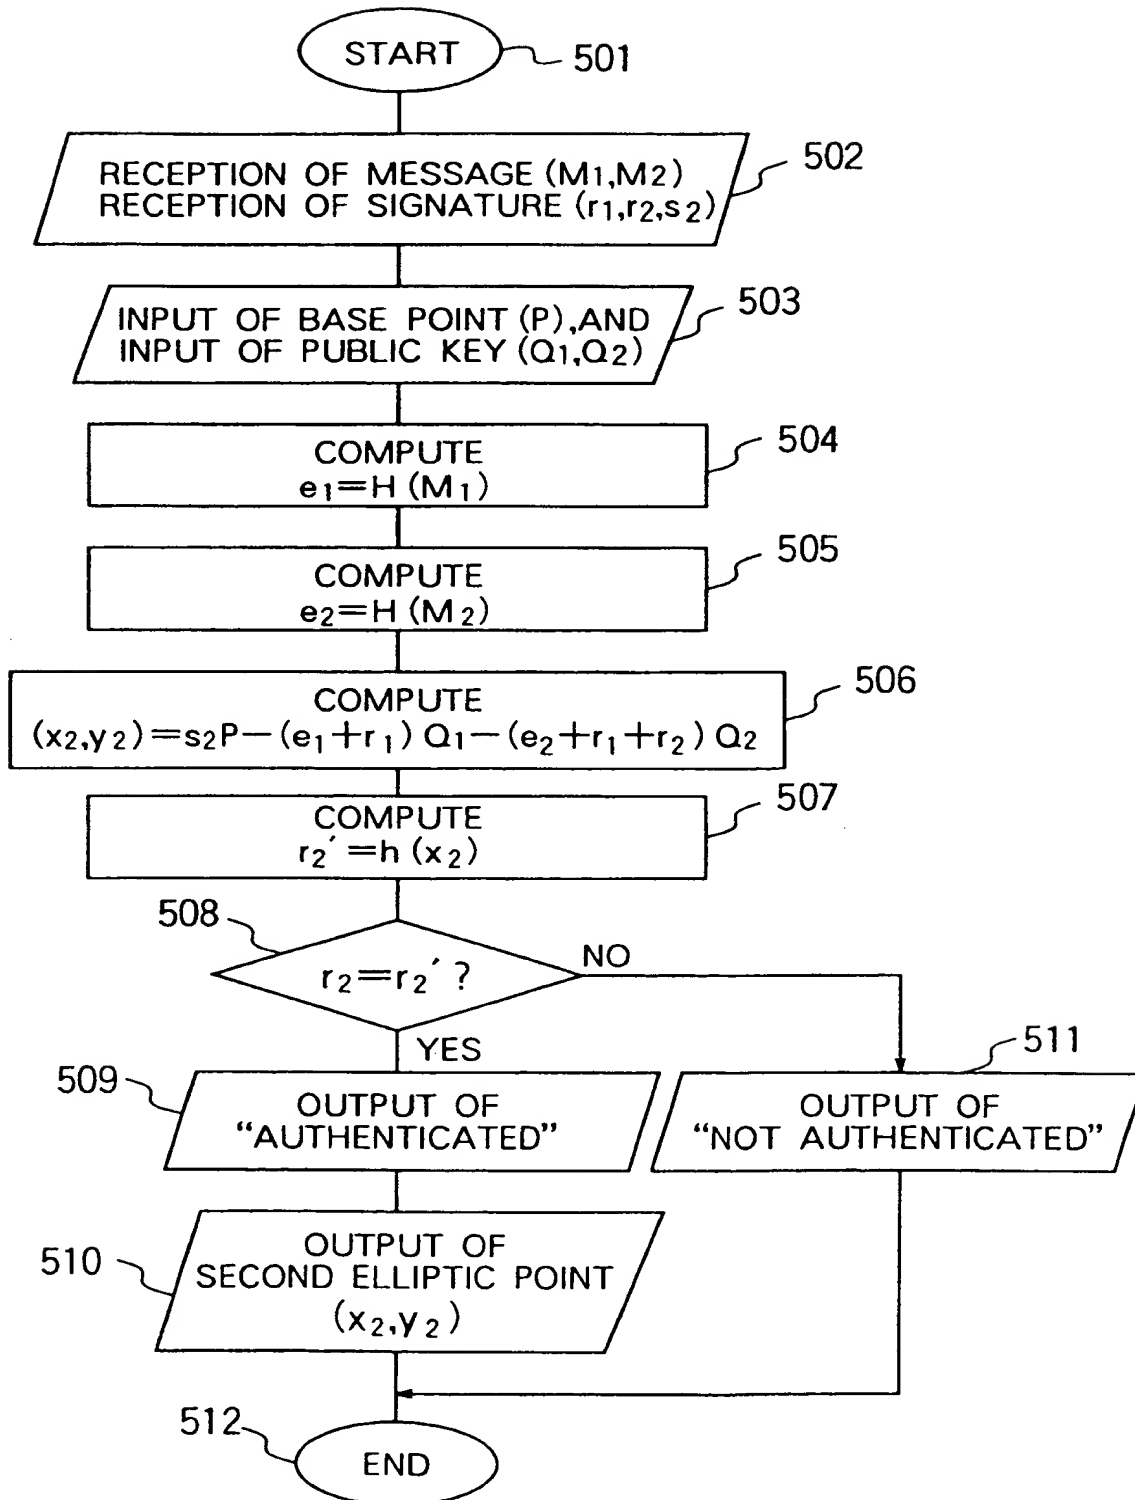 START
501
RECEPTION OF MESSAGE (M1,M2)
RECEPTION OF SIGNATURE (r1,r2,s2)
502
INPUT OF BASE POINT (P),AND
INPUT OF PUBLIC KEY (Q1,Q2)
503
COMPUTE
e1=H (M1)
504
COMPUTE
e2=H (M2)
505
COMPUTE
(x2,y2)=s2P-(e1+r1) Q1-(e2+r1+r2) Q2
506
COMPUTE
r2′=h (x2)
507
508
r2=r2′ ?
NO
YES
509
OUTPUT OF
“AUTHENTICATED”
511
OUTPUT OF
“NOT AUTHENTICATED”
510
OUTPUT OF
SECOND ELLIPTIC POINT
(x2,y2)
512
END